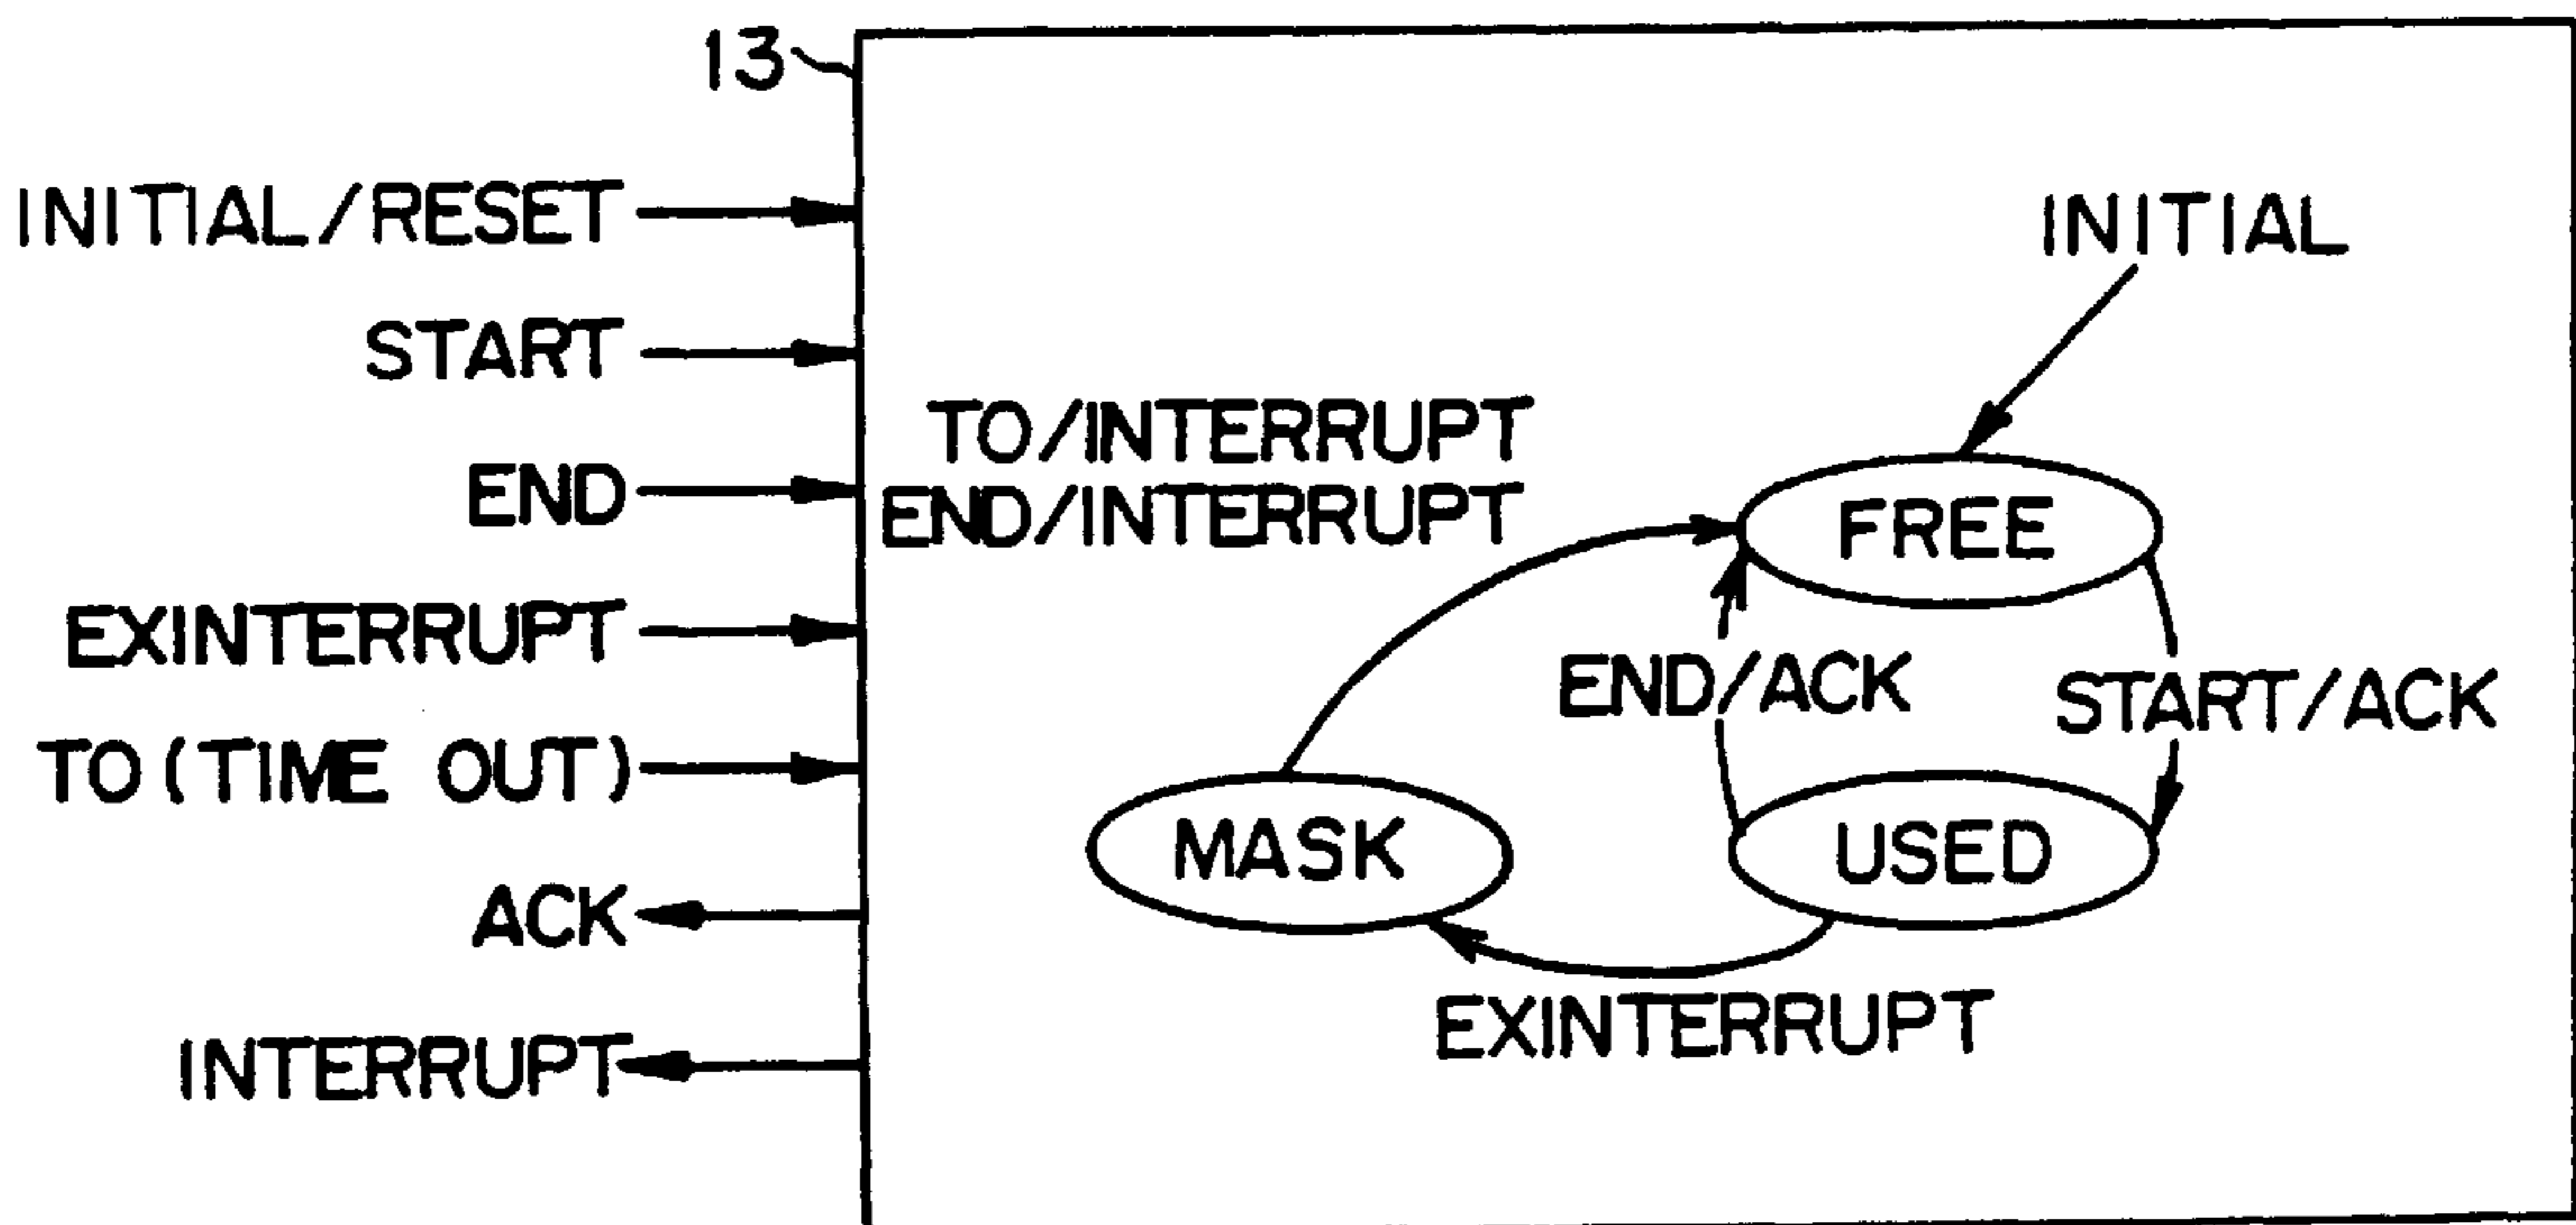 13
INITIAL/RESET
START
END
EXINTERRUPT
TO (TIME OUT)
ACK
INTERRUPT
INITIAL
TO/INTERRUPT
END/INTERRUPT
FREE
END/ACK
START/ACK
MASK
USED
EXINTERRUPT